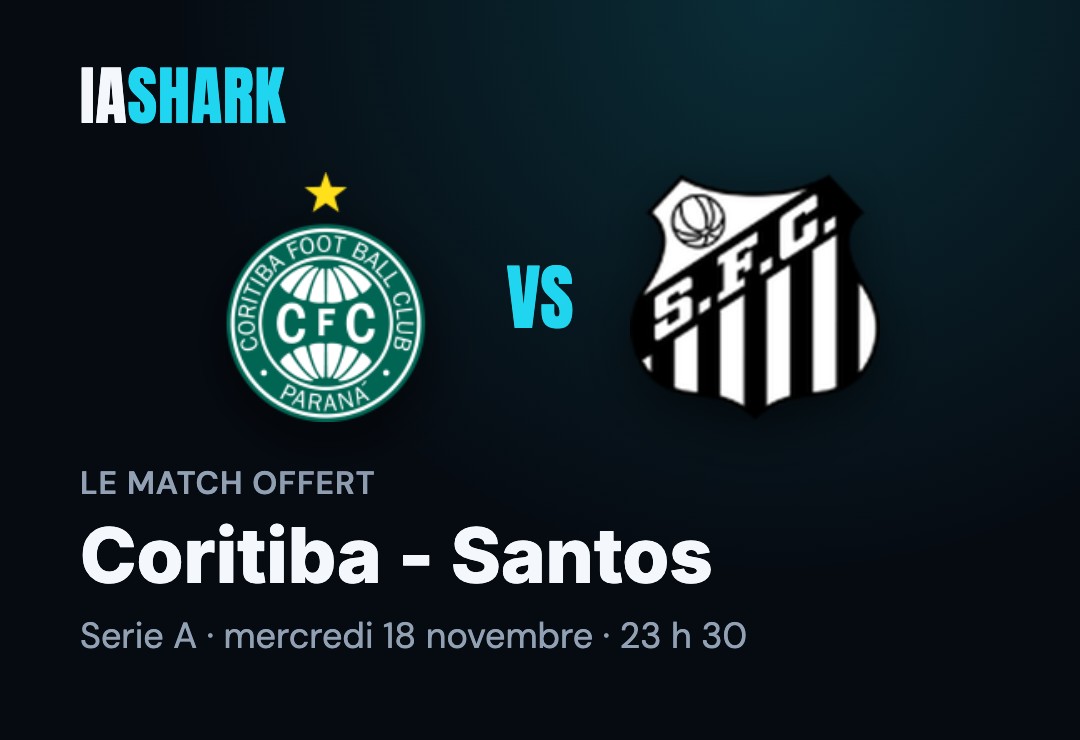 IASHARK
CORITIBA FOOT BALL CLUB
CFC
PARANÁ
VS
S.F.C.
LE MATCH OFFERT
Coritiba - Santos
Serie A · mercredi 18 novembre · 23 h 30